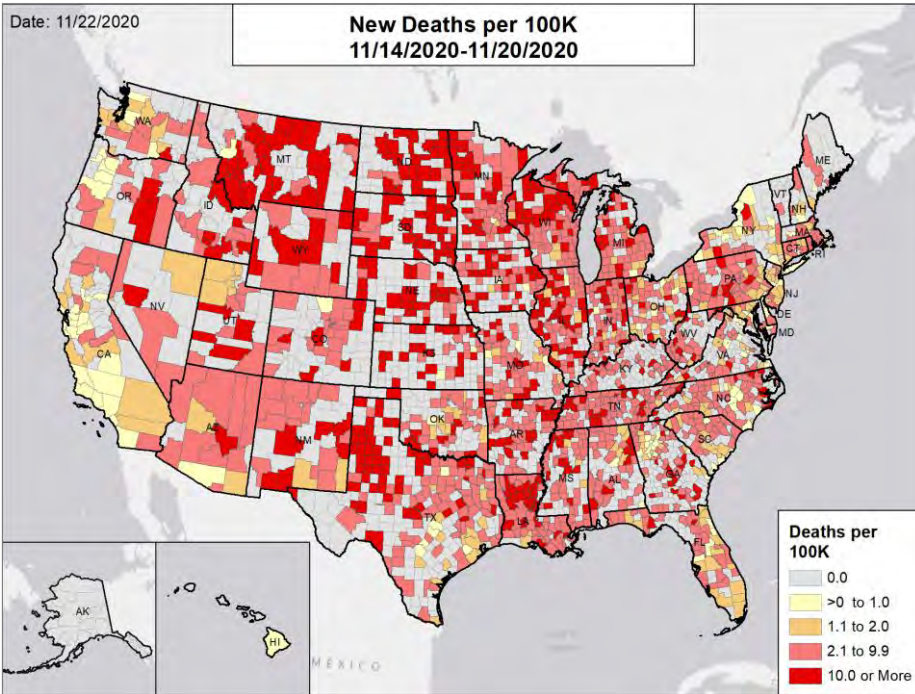 Date: 11/22/2020
New Deaths per 100K
11/14/2020-11/20/2020
WA
MT
ND
MN
ME
OR
ID
SD
WI
MI
VT
NH
NY
MA
CT
RI
WY
IA
NE
PA
NJ
NV
UT
CO
IN
OH
DE
MD
WV
VA
CA
KS
MO
KY
NC
AZ
NM
OK
AR
TN
SC
MS
AL
GA
TX
LA
FL
AK
HI
MÉXICO
Deaths per
100K
0.0
>0 to 1.0
1.1 to 2.0
2.1 to 9.9
10.0 or More